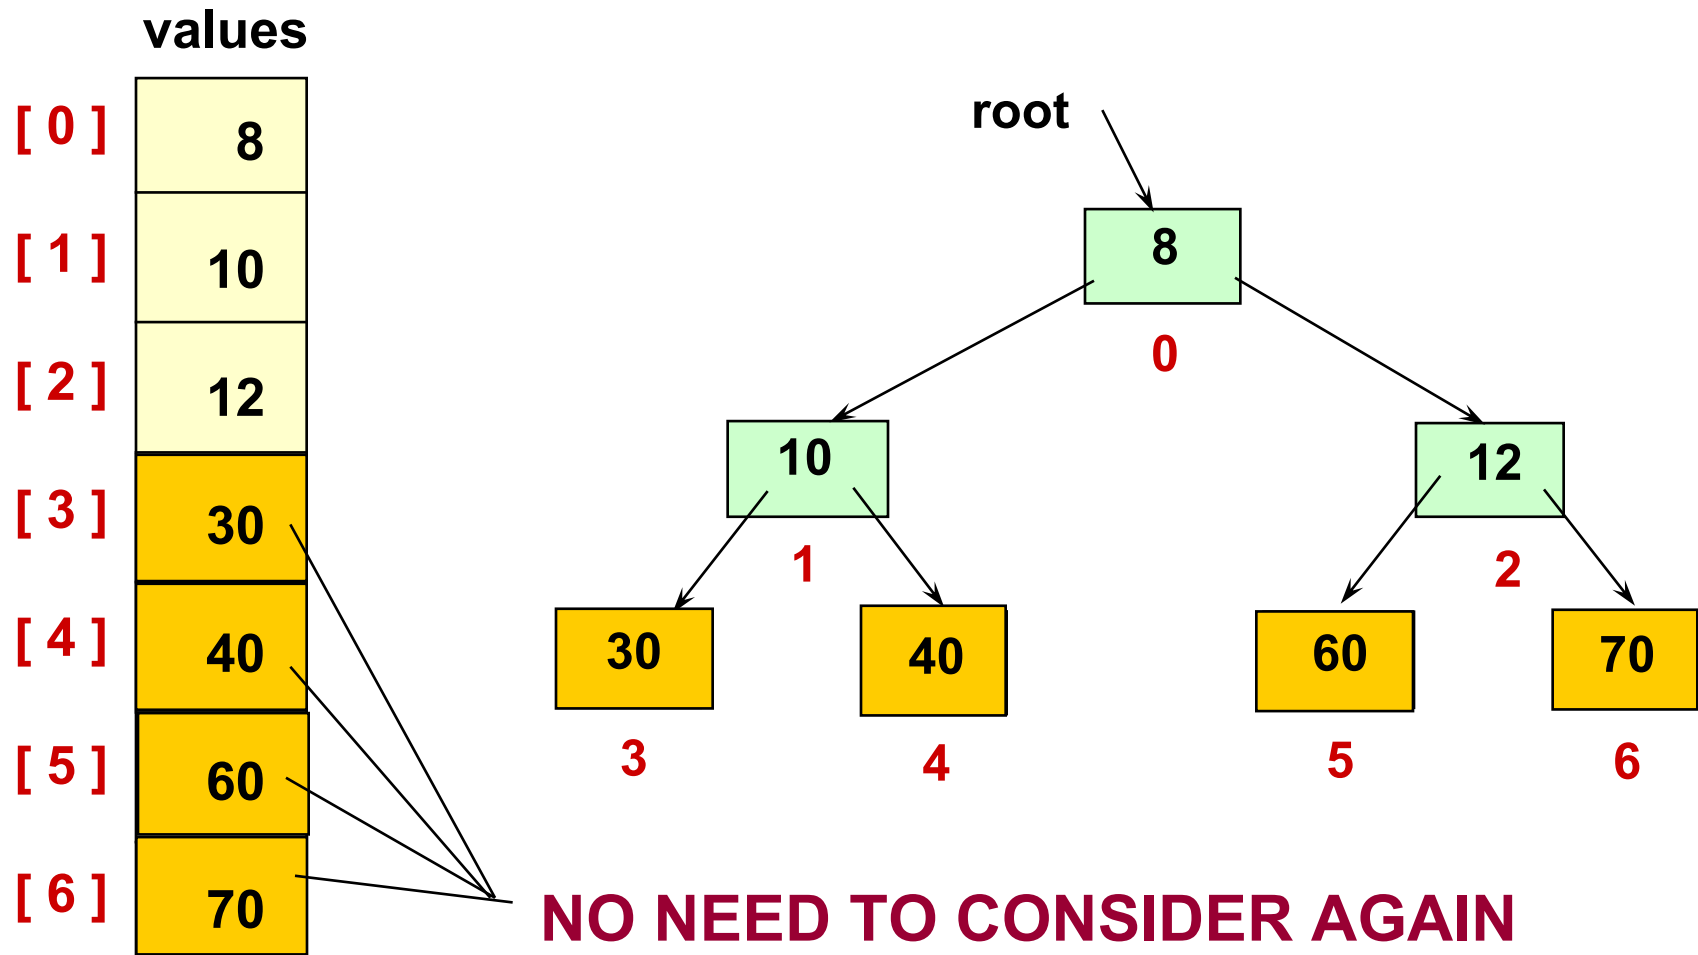 values
[ 0 ] 8
[ 1 ] 10
[ 2 ] 12
[ 3 ] 30
[ 4 ] 40
[ 5 ] 60
[ 6 ] 70
root
8
0
10 12
1 2
30 40 60 70
3 4 5 6
NO NEED TO CONSIDER AGAIN